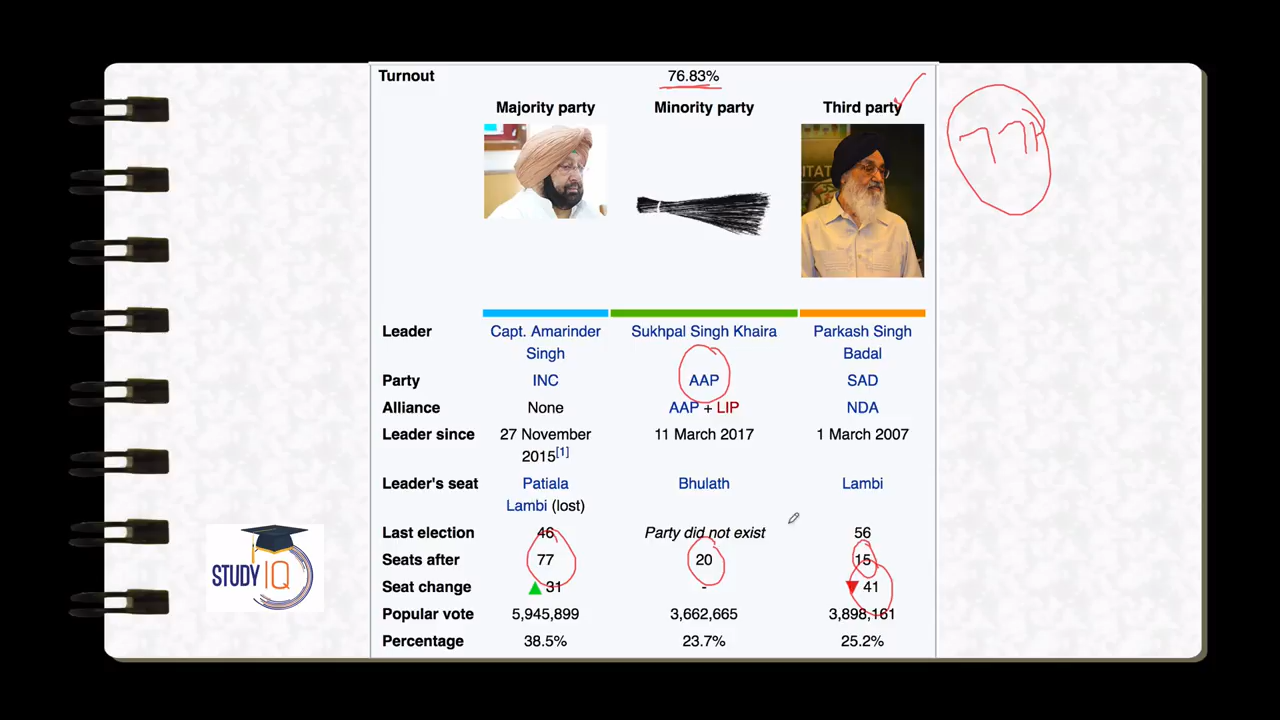 Turnout 76.83%
Majority party Minority party Third party
Leader Capt. Amarinder Singh Sukhpal Singh Khaira Parkash Singh Badal
Party INC AAP SAD
Alliance None AAP + LIP NDA
Leader since 27 November 2015[1] 11 March 2017 1 March 2007
Leader's seat Patiala Lambi (lost) Bhulath Lambi
Last election 46 Party did not exist 56
Seats after 77 20 15
Seat change ▲ 31 - ▼ 41
Popular vote 5,945,899 3,662,665 3,898,161
Percentage 38.5% 23.7% 25.2%
STUDY IQ